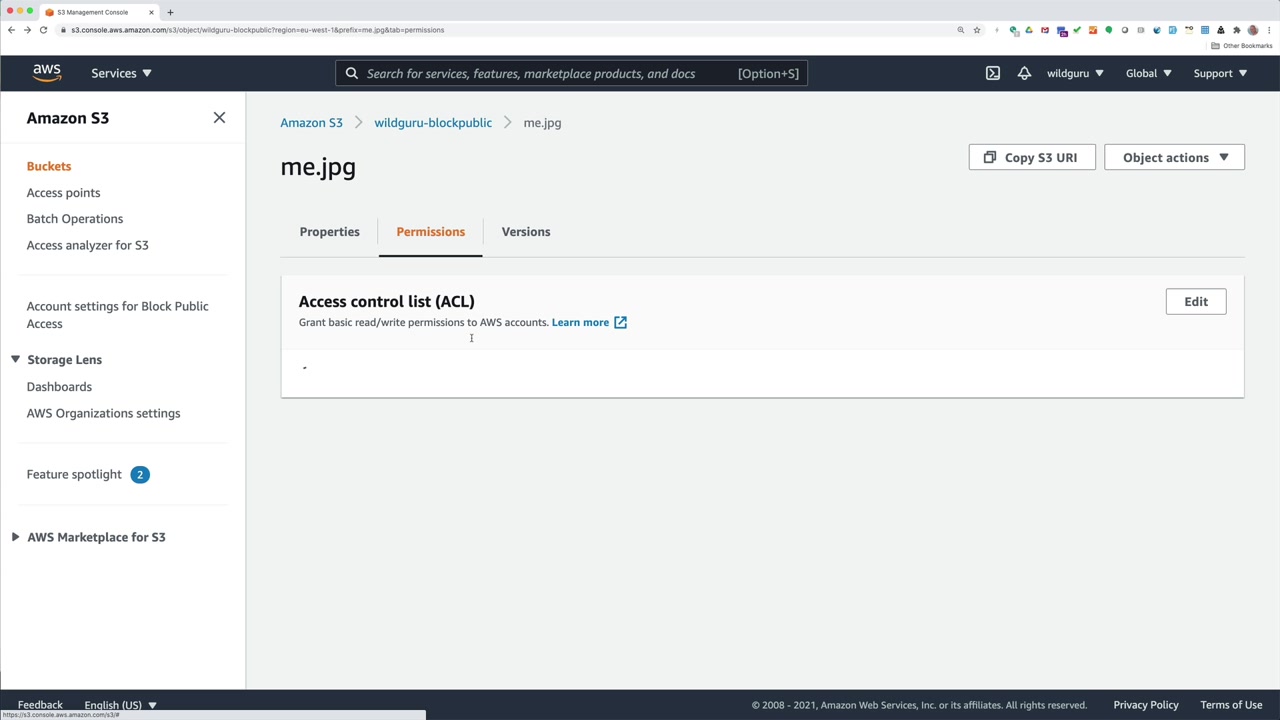 S3 Management Console
s3.console.aws.amazon.com/s3/object/wildguru-blockpublic?region=eu-west-1&prefix=me.jpg&tab=permissions
Other Bookmarks
aws
Services
Search for services, features, marketplace products, and docs
[Option+S]
wildguru
Global
Support
Amazon S3
Buckets
Access points
Batch Operations
Access analyzer for S3
Account settings for Block Public
Access
Storage Lens
Dashboards
AWS Organizations settings
Feature spotlight 2
AWS Marketplace for S3
Amazon S3 > wildguru-blockpublic > me.jpg
me.jpg
Copy S3 URI
Object actions
Properties
Permissions
Versions
Access control list (ACL)
Edit
Grant basic read/write permissions to AWS accounts. Learn more
-
Feedback
English (US)
© 2008 - 2021, Amazon Web Services, Inc. or its affiliates. All rights reserved.
Privacy Policy
Terms of Use
https://s3.console.aws.amazon.com/s3/#